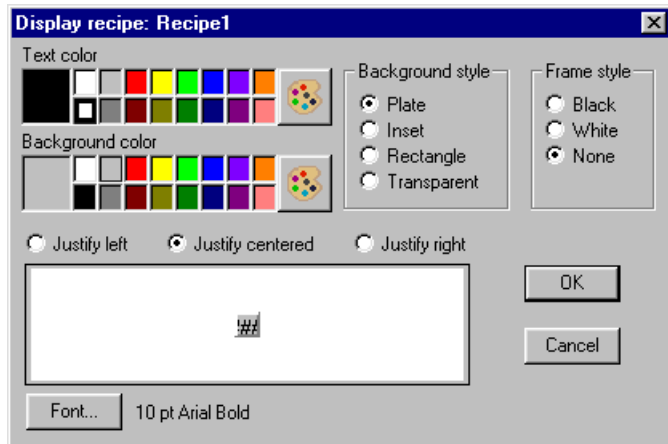 Display recipe: Recipe1
Text color
Background color
Background style
Plate
Inset
Rectangle
Transparent
Frame style
Black
White
None
Justify left
Justify centered
Justify right
!##
OK
Cancel
Font...
10 pt Arial Bold